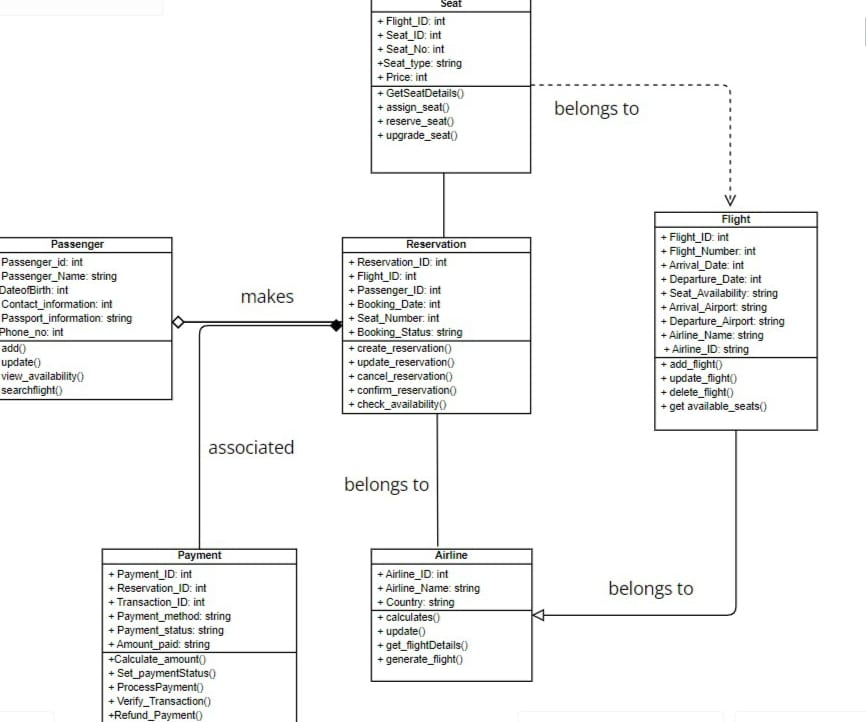 Seat
+ Flight_ID: int
+ Seat_ID: int
+ Seat_No: int
+Seat_type: string
+ Price: int
+ GetSeatDetails()
+ assign_seat()
+ reserve_seat()
+ upgrade_seat()
belongs to
Passenger
Passenger_id: int
Passenger_Name: string
DateofBirth: int
Contact_information: int
Passport_information: string
Phone_no: int
add()
update()
view_availability()
searchflight()
makes
Reservation
+ Reservation_ID: int
+ Flight_ID: int
+ Passenger_ID: int
+ Booking_Date: int
+ Seat_Number: int
+ Booking_Status: string
+ create_reservation()
+ update_reservation()
+ cancel_reservation()
+ confirm_reservation()
+ check_availability()
Flight
+ Flight_ID: int
+ Flight_Number: int
+ Arrival_Date: int
+ Departure_Date: int
+ Seat_Availability: string
+ Arrival_Airport: string
+ Departure_Airport: string
+ Airline_Name: string
+ Airline_ID: string
+ add_flight()
+ update_flight()
+ delete_flight()
+ get available_seats()
associated
belongs to
Payment
+ Payment_ID: int
+ Reservation_ID: int
+ Transaction_ID: int
+ Payment_method: string
+ Payment_status: string
+ Amount_paid: string
+Calculate_amount()
+ Set_paymentStatus()
+ ProcessPayment()
+ Verify_Transaction()
+Refund_Payment()
Airline
+ Airline_ID: int
+ Airline_Name: string
+ Country: string
+ calculates()
+ update()
+ get_flightDetails()
+ generate_flight()
belongs to